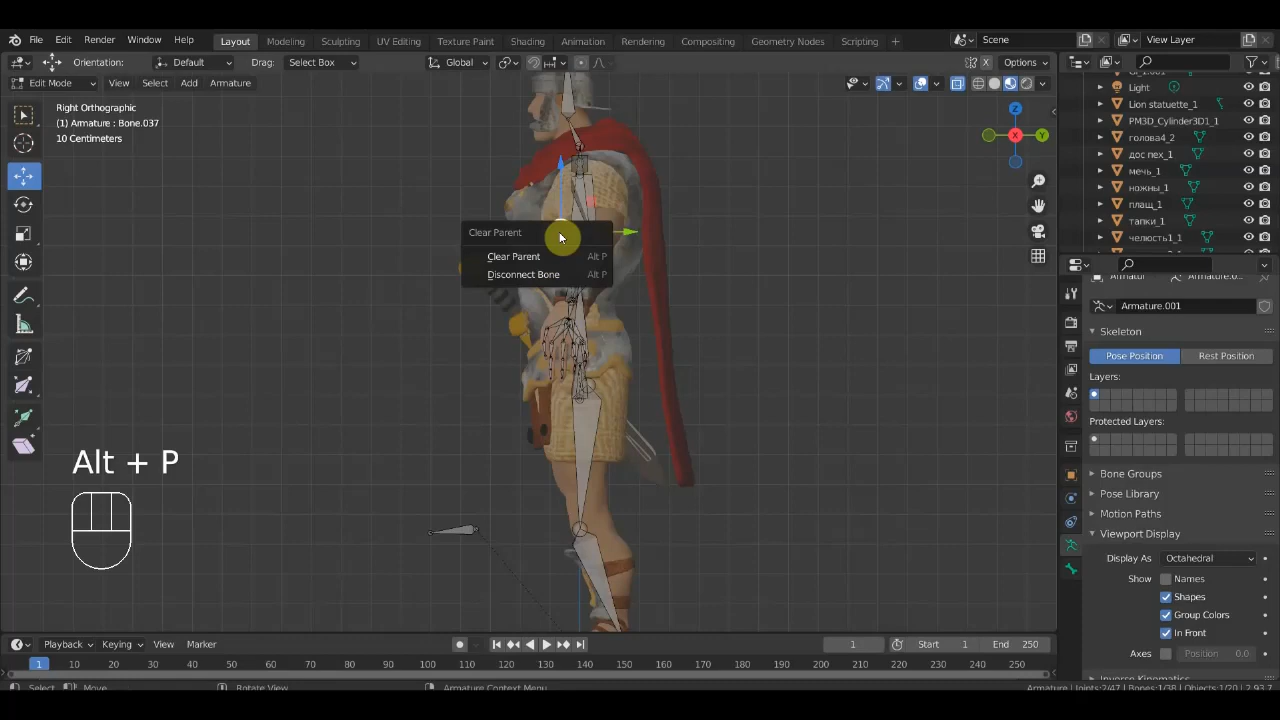 File Edit Render Window Help Layout Modeling Sculpting UV Editing Texture Paint Shading Animation Rendering Compositing Geometry Nodes Scripting + Scene View Layer
Orientation: Default Drag: Select Box Global Options
Edit Mode View Select Add Armature
Right Orthographic
(1) Armature : Bone.037
10 Centimeters
Z
X
Y
Light
Lion statuette_1
PM3D_Cylinder3D1_1
голова4_2
дос пех_1
мечь_1
ножны_1
плащ_1
тапки_1
челюсть1_1
Clear Parent
Clear Parent Alt P
Disconnect Bone Alt P
Armature.001
Skeleton
Pose Position Rest Position
Layers:
Protected Layers:
Bone Groups
Pose Library
Motion Paths
Viewport Display
Display As Octahedral
Show Names
Shapes
Group Colors
In Front
Axes Position 0.0
Alt + P
Playback Keying View Marker 1 Start 1 End 250
1 10 20 30 40 50 60 70 80 90 100 110 120 130 140 150 160 170 180 190 200 210 220 230 240 250
Select Move Rotate View Armature Context Menu